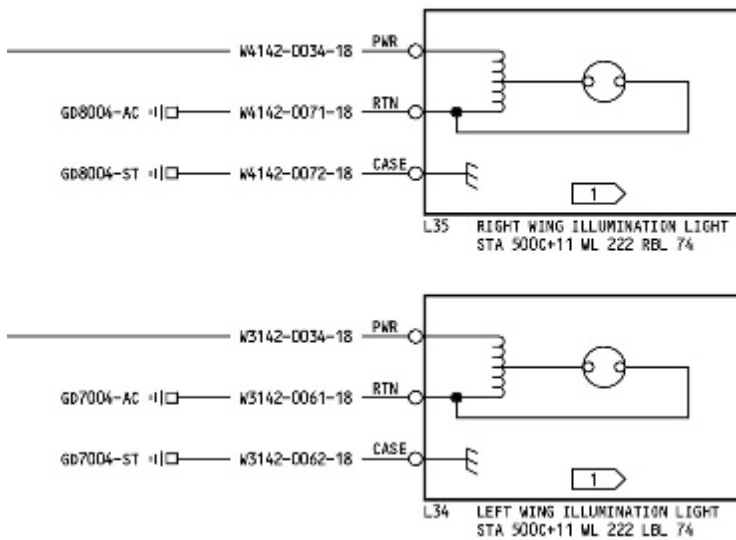 W4142-0034-18 PWR
GD8004-AC W4142-0071-18 RTN
GD8004-ST W4142-0072-18 CASE
1
L35 RIGHT WING ILLUMINATION LIGHT
STA 500C+11 WL 222 RBL 74
W3142-0034-18 PWR
GD7004-AC W3142-0061-18 RTN
GD7004-ST W3142-0062-18 CASE
1
L34 LEFT WING ILLUMINATION LIGHT
STA 500C+11 WL 222 LBL 74